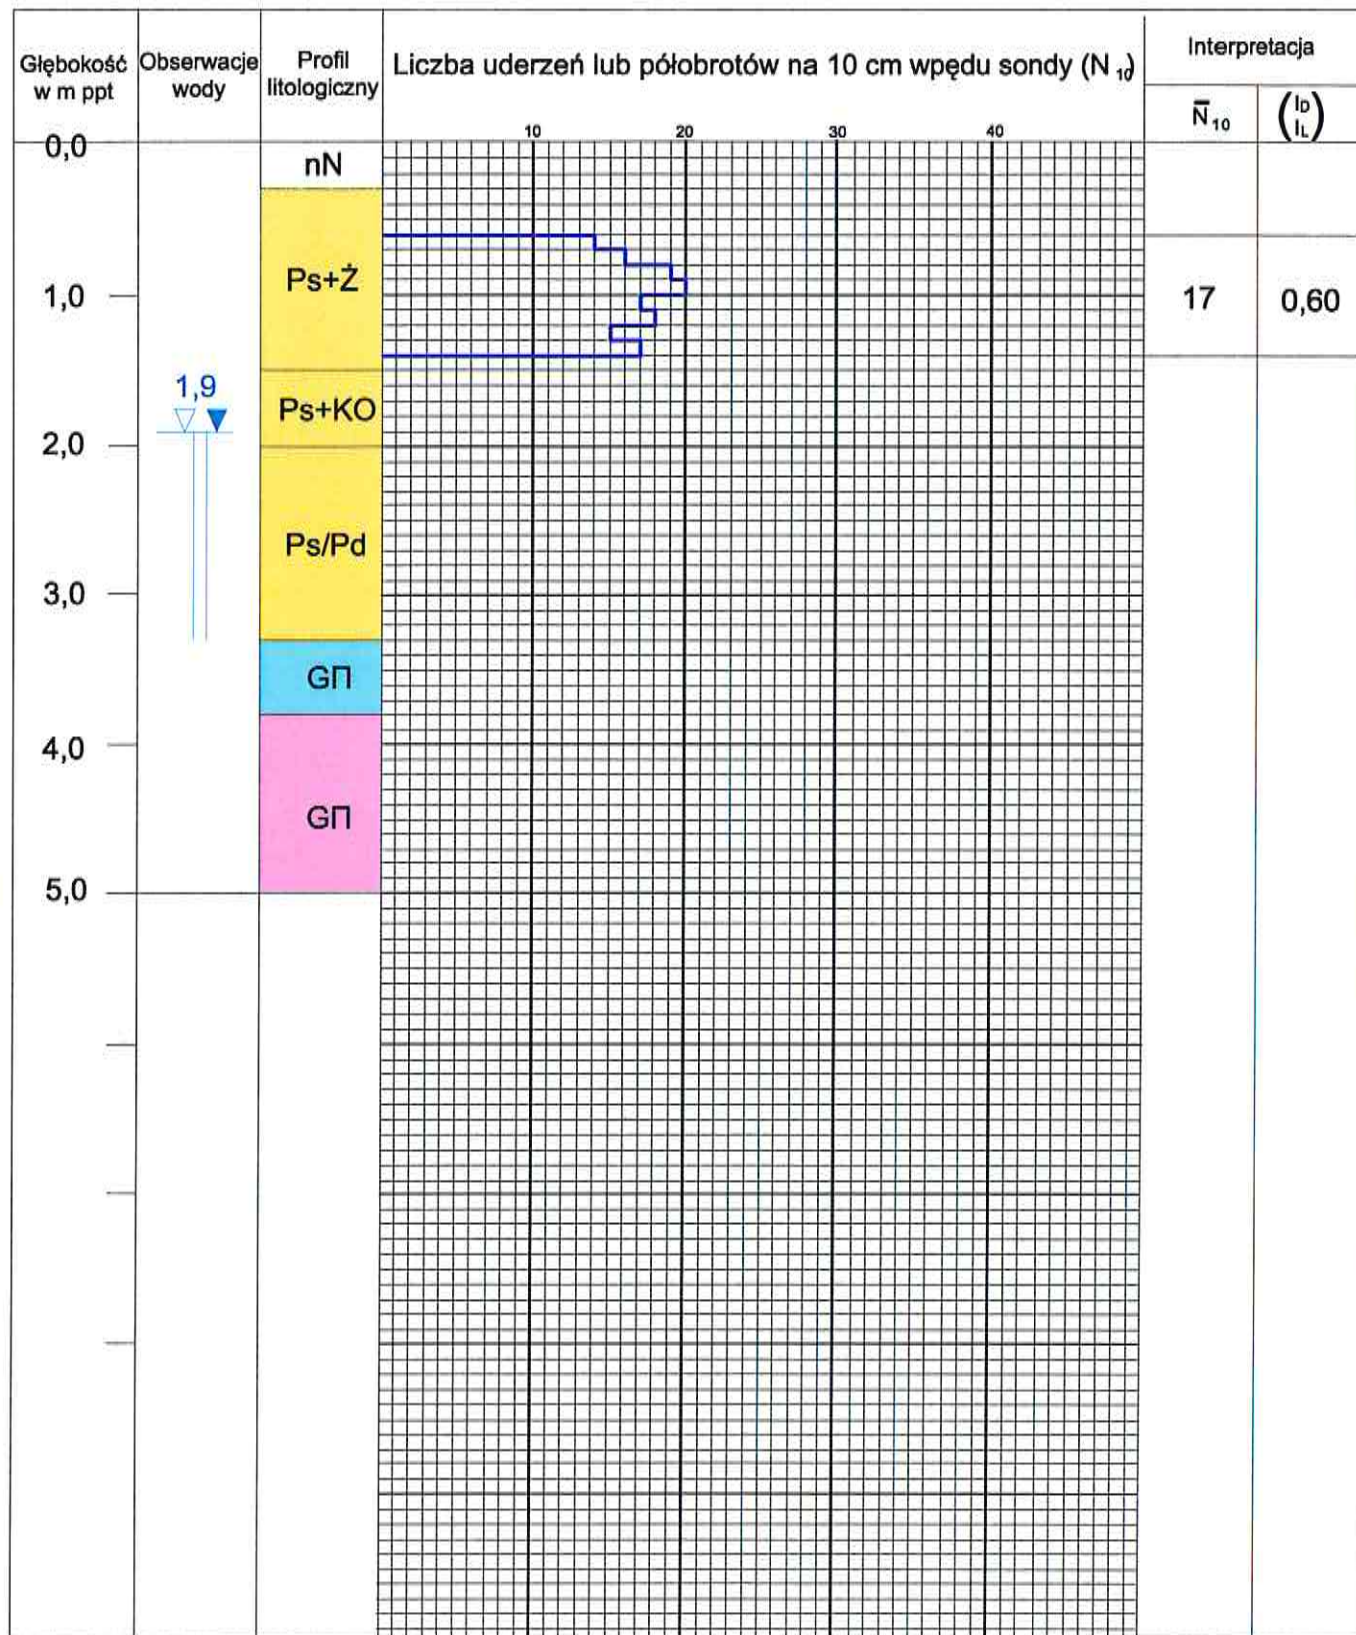 Głębokość
w m ppt
Obserwacje
wody
Profil
litologiczny
Liczba uderzeń lub półobrotów na 10 cm wpędu sondy (N 10)
Interpretacja
N̅ 10
(ID
IL)
10 20 30 40
0,0
nN
Ps+Ż
1,0
17
0,60
1,9
Ps+KO
2,0
Ps/Pd
3,0
GΠ
4,0
GΠ
5,0